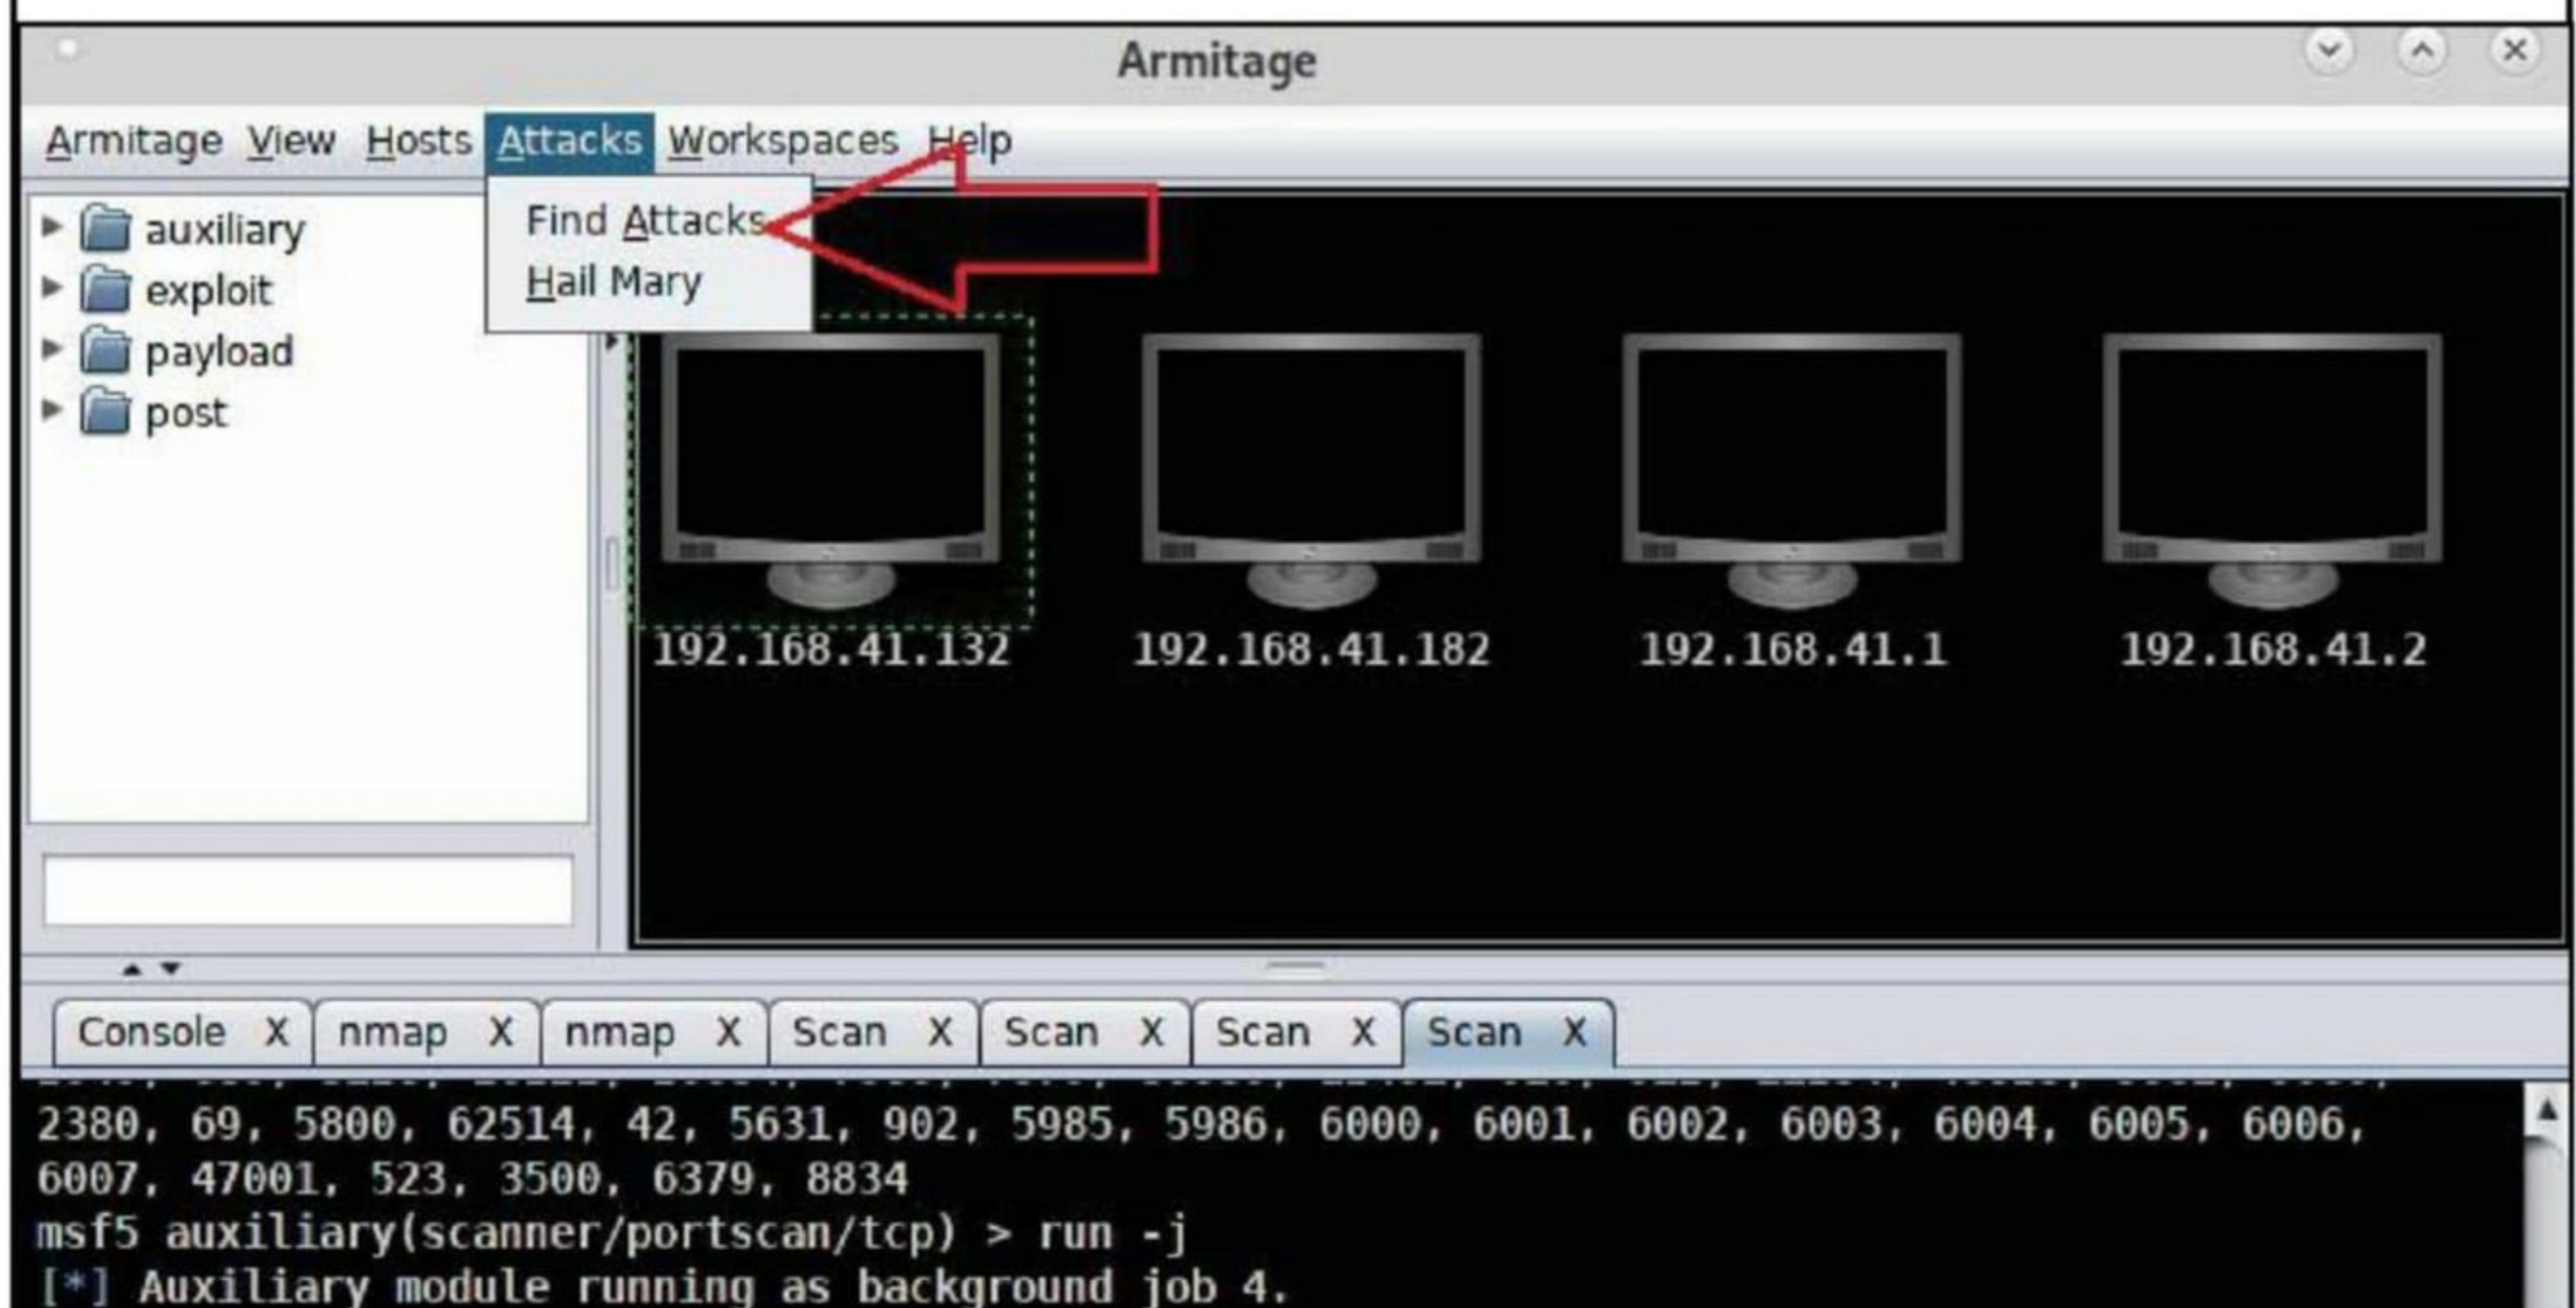 Armitage
Armitage View Hosts Attacks Workspaces Help
Find Attacks
Hail Mary
auxiliary
exploit
payload
post
192.168.41.132 192.168.41.182 192.168.41.1 192.168.41.2
Console X nmap X nmap X Scan X Scan X Scan X Scan X
2380, 69, 5800, 62514, 42, 5631, 902, 5985, 5986, 6000, 6001, 6002, 6003, 6004, 6005, 6006,
6007, 47001, 523, 3500, 6379, 8834
msf5 auxiliary(scanner/portscan/tcp) > run -j
[*] Auxiliary module running as background job 4.